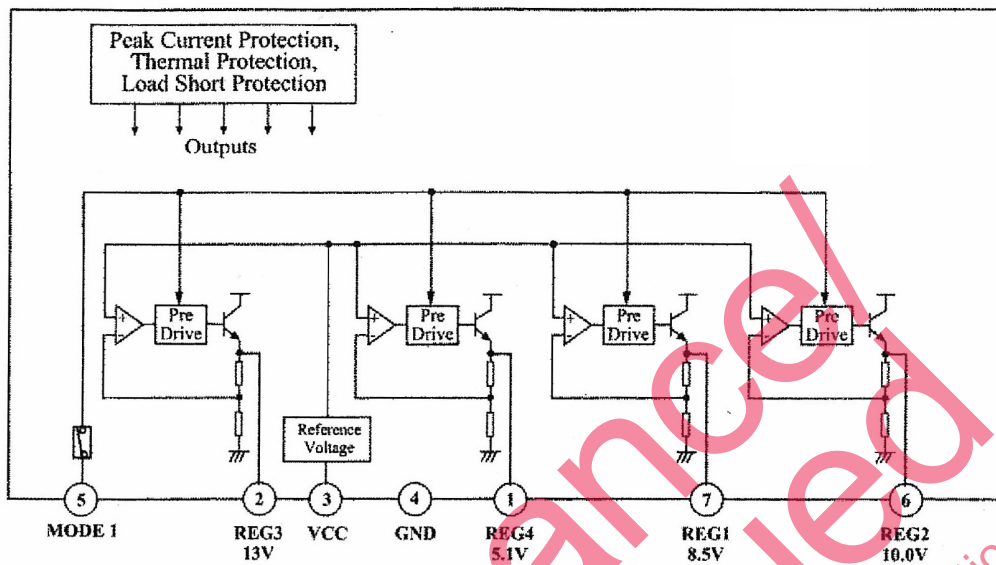 Peak Current Protection,
Thermal Protection,
Load Short Protection
Outputs
+
-
Pre
Drive
+
-
Pre
Drive
+
-
Pre
Drive
+
-
Pre
Drive
Reference
Voltage
5
2
3
4
1
7
6
MODE 1
REG3
13V
VCC
GND
REG4
5.1V
REG1
8.5V
REG2
10.0V
ance/
ued